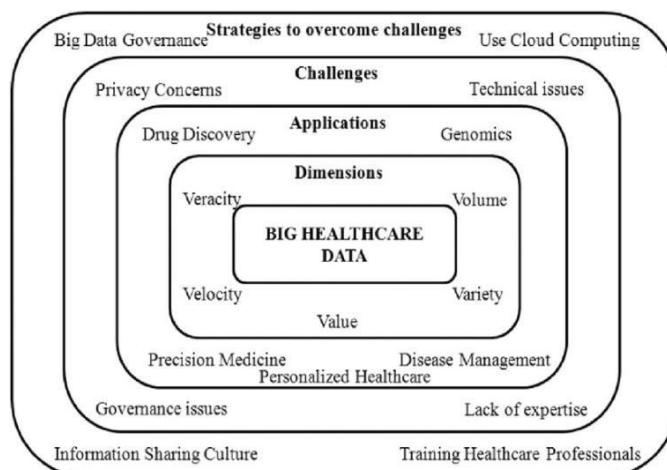 Strategies to overcome challenges
Big Data Governance
Use Cloud Computing
Challenges
Privacy Concerns
Technical issues
Applications
Drug Discovery
Genomics
Dimensions
Veracity
Volume
BIG HEALTHCARE
DATA
Velocity
Variety
Value
Precision Medicine
Disease Management
Personalized Healthcare
Governance issues
Lack of expertise
Information Sharing Culture
Training Healthcare Professionals